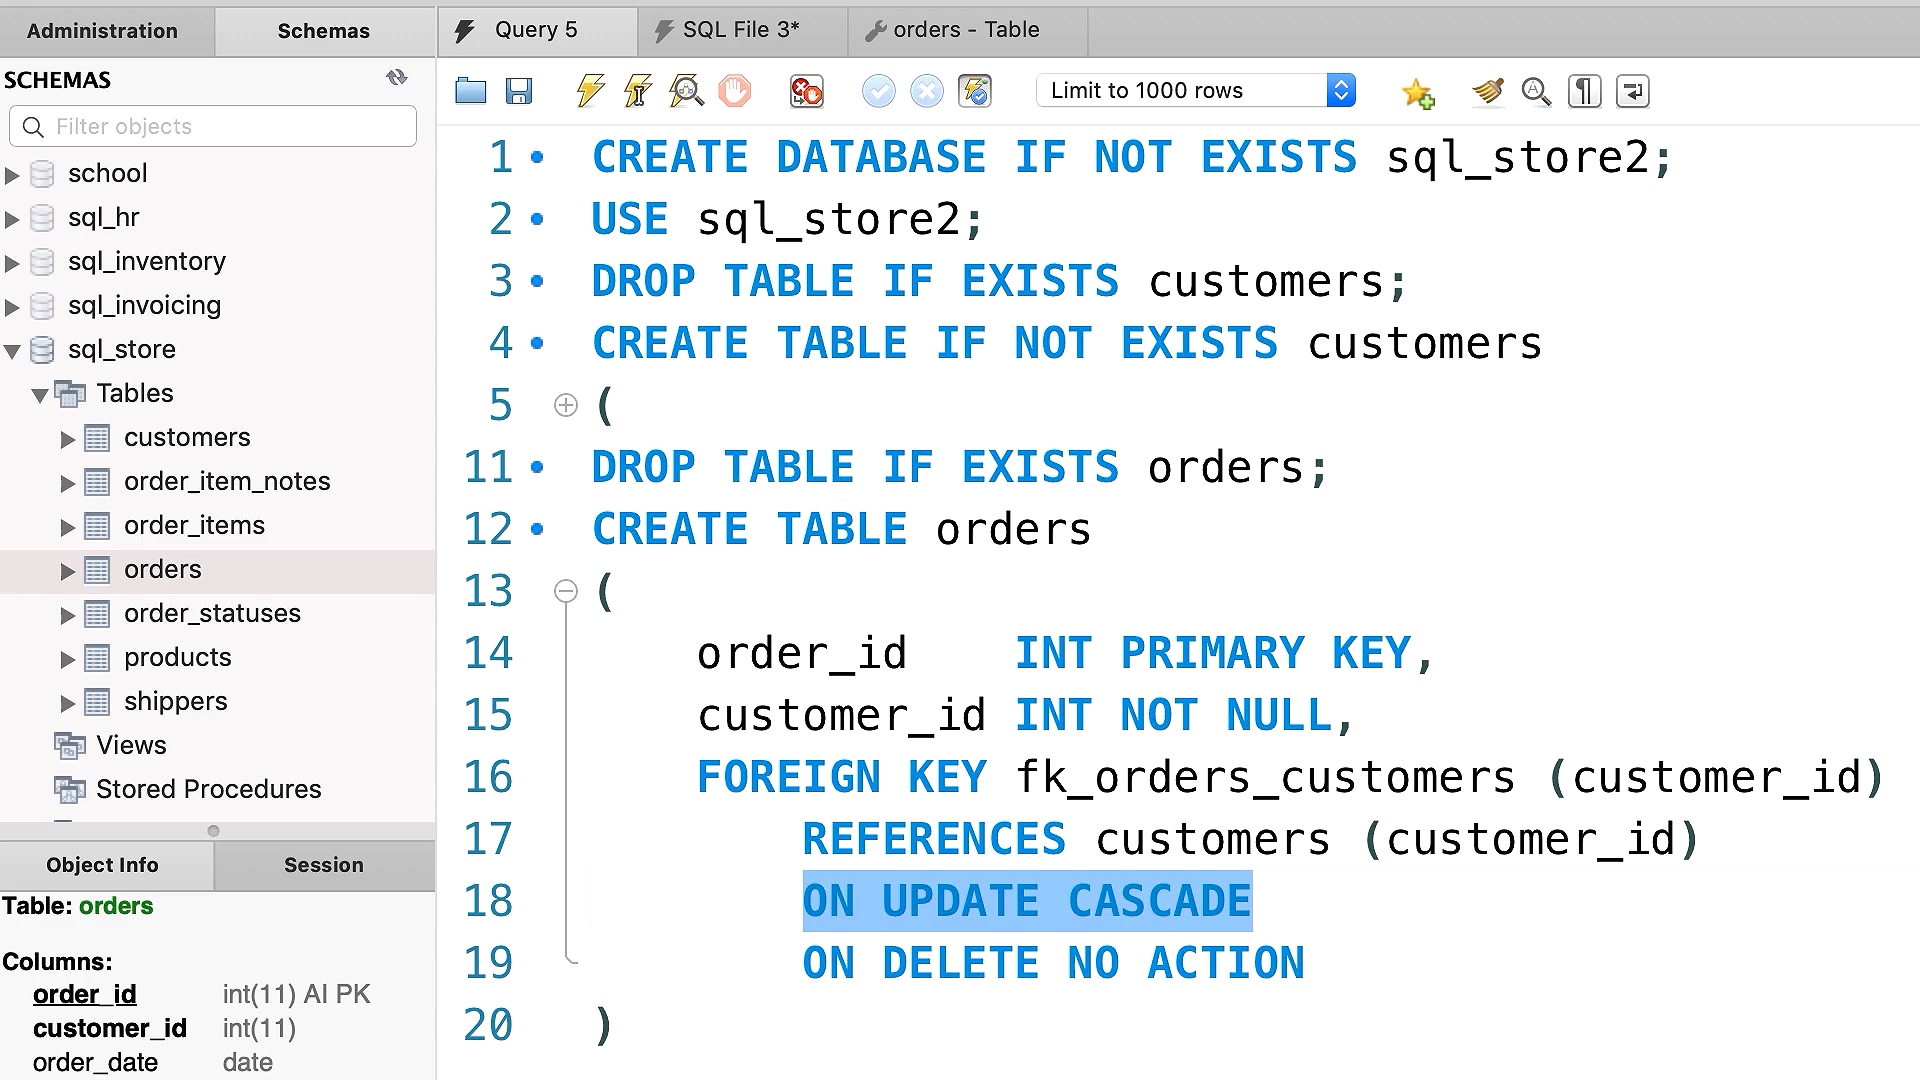 Administration
Schemas
Query 5
SQL File 3*
orders - Table
SCHEMAS
Filter objects
Limit to 1000 rows
school
sql_hr
sql_inventory
sql_invoicing
sql_store
Tables
customers
order_item_notes
order_items
orders
order_statuses
products
shippers
Views
Stored Procedures
Object Info
Session
Table: orders
Columns:
order_id int(11) AI PK
customer_id int(11)
order_date date
1 CREATE DATABASE IF NOT EXISTS sql_store2;
2 USE sql_store2;
3 DROP TABLE IF EXISTS customers;
4 CREATE TABLE IF NOT EXISTS customers
5 (
11 DROP TABLE IF EXISTS orders;
12 CREATE TABLE orders
13 (
14 order_id INT PRIMARY KEY,
15 customer_id INT NOT NULL,
16 FOREIGN KEY fk_orders_customers (customer_id)
17 REFERENCES customers (customer_id)
18 ON UPDATE CASCADE
19 ON DELETE NO ACTION
20 )